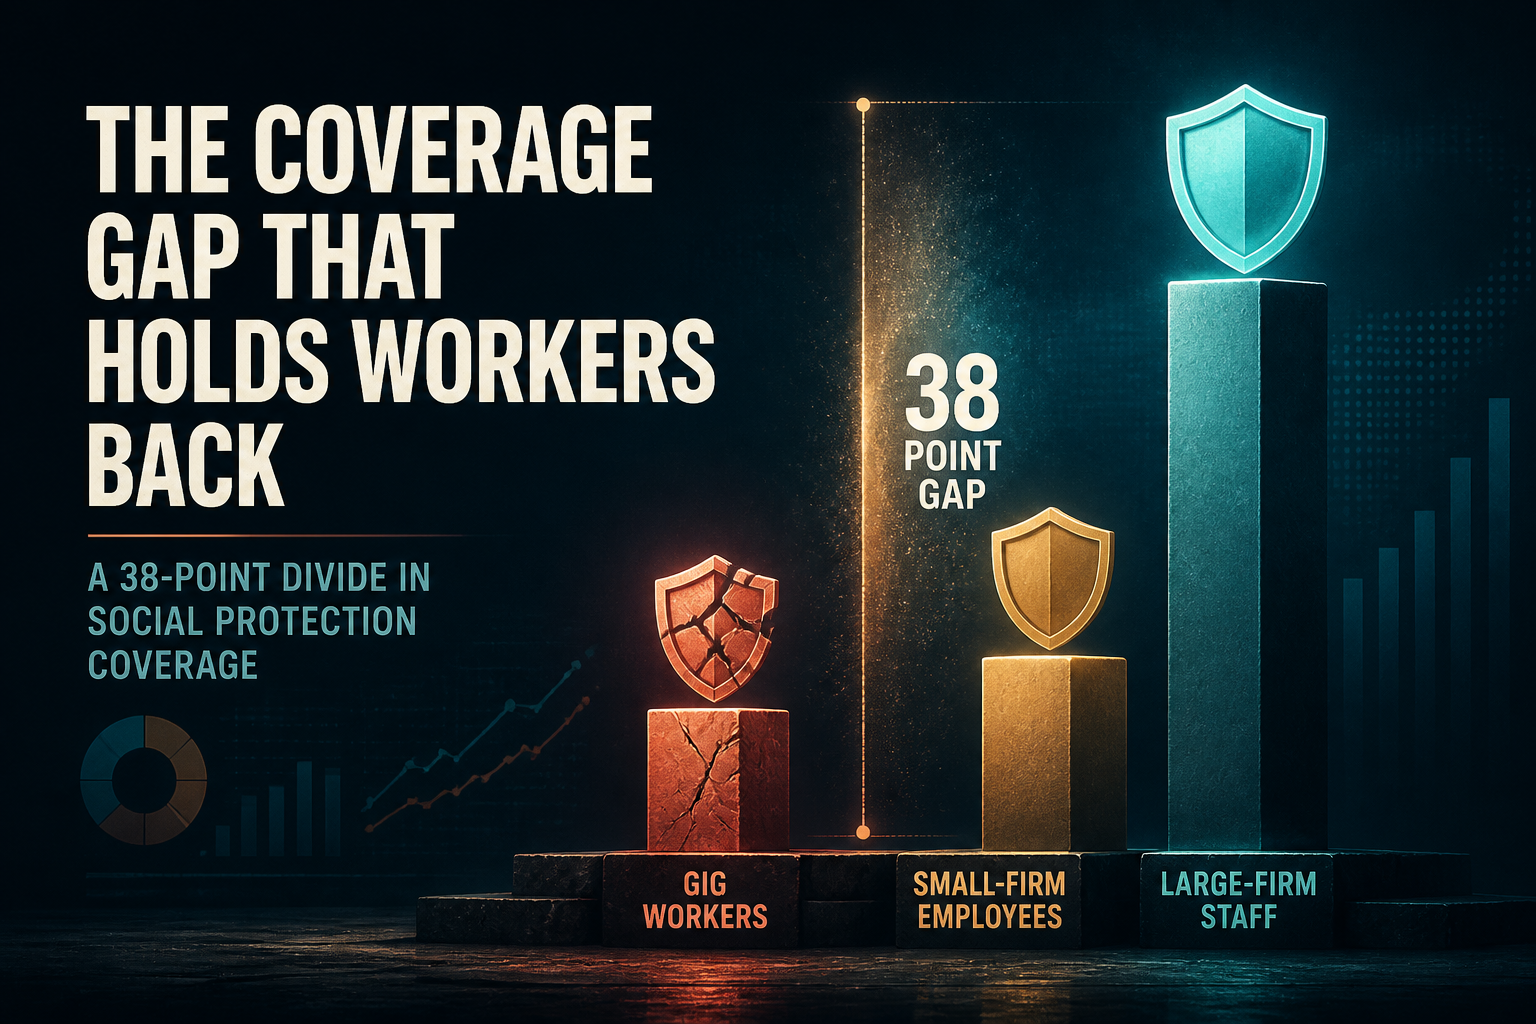 THE COVERAGE
GAP THAT
HOLDS WORKERS
BACK
A 38-POINT DIVIDE IN
SOCIAL PROTECTION
COVERAGE
38
POINT
GAP
GIG
WORKERS
SMALL-FIRM
EMPLOYEES
LARGE-FIRM
STAFF